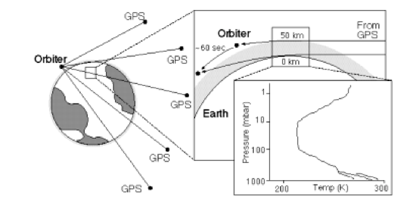 GPS
Orbiter
GPS
GPS
GPS
GPS
From
GPS
Orbiter
50 km
~60 sec
0 km
Earth
Pressure (mbar)
1
10
100
1000
200
Temp (K)
300